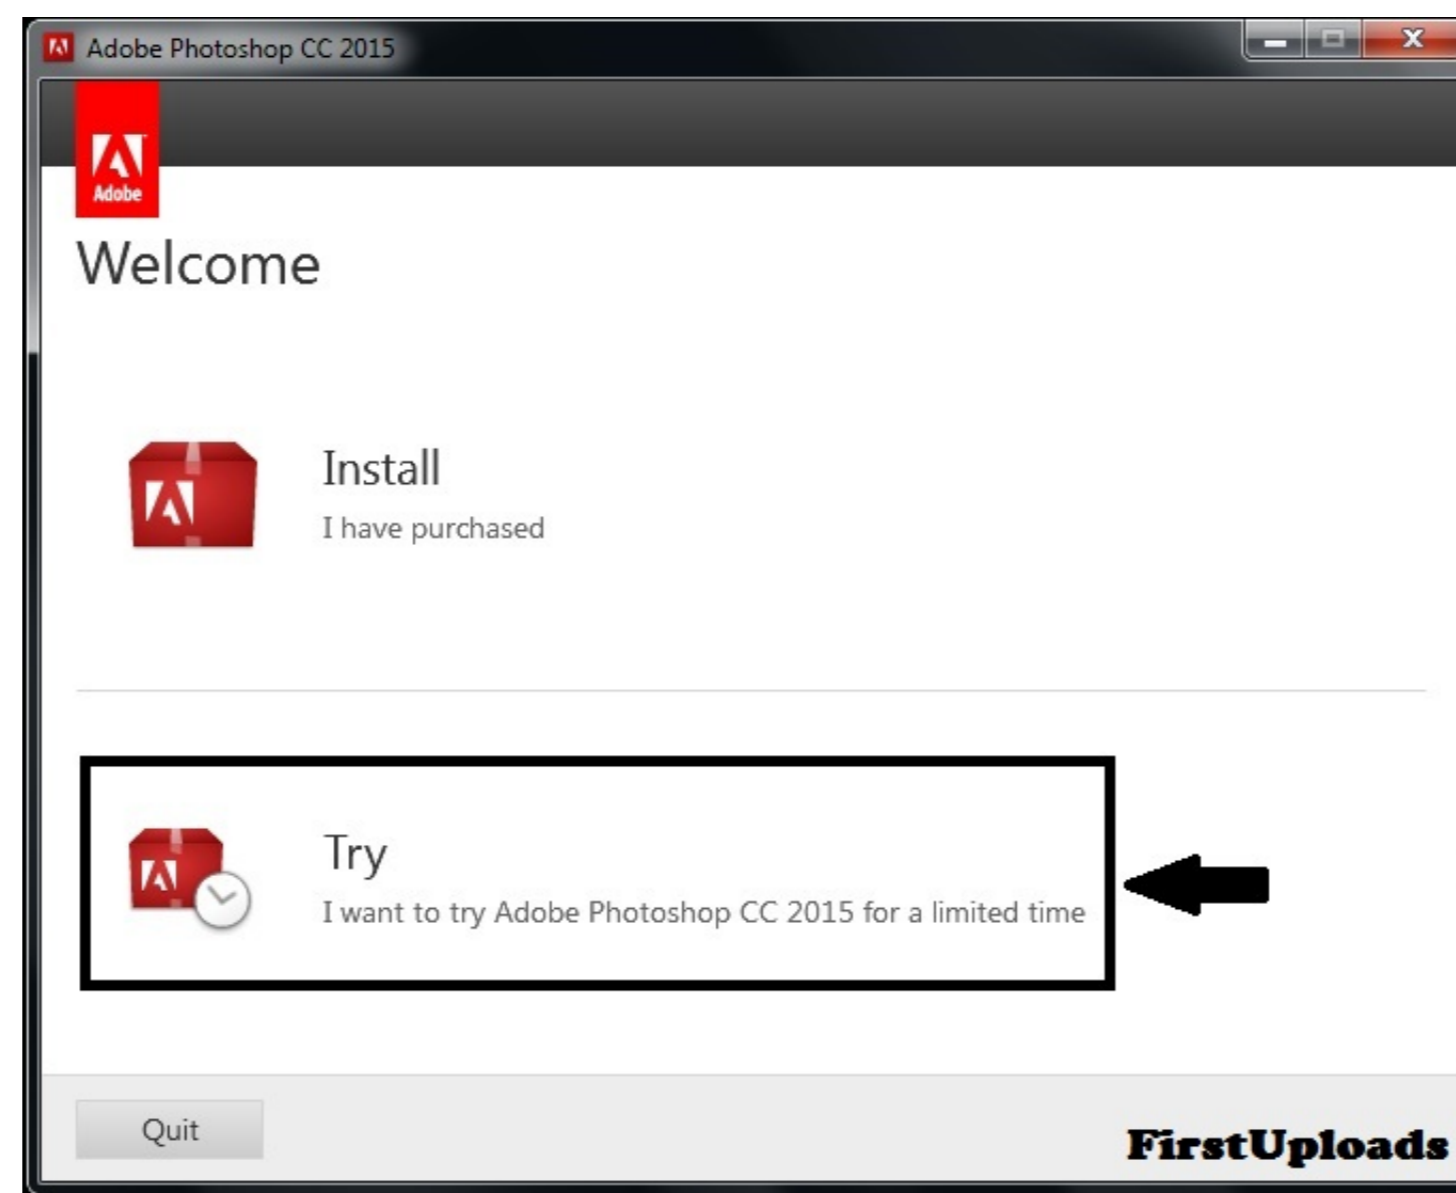 Adobe Photoshop CC 2015
Adobe
Welcome
Install
I have purchased
Try
I want to try Adobe Photoshop CC 2015 for a limited time
Quit
FirstUploads